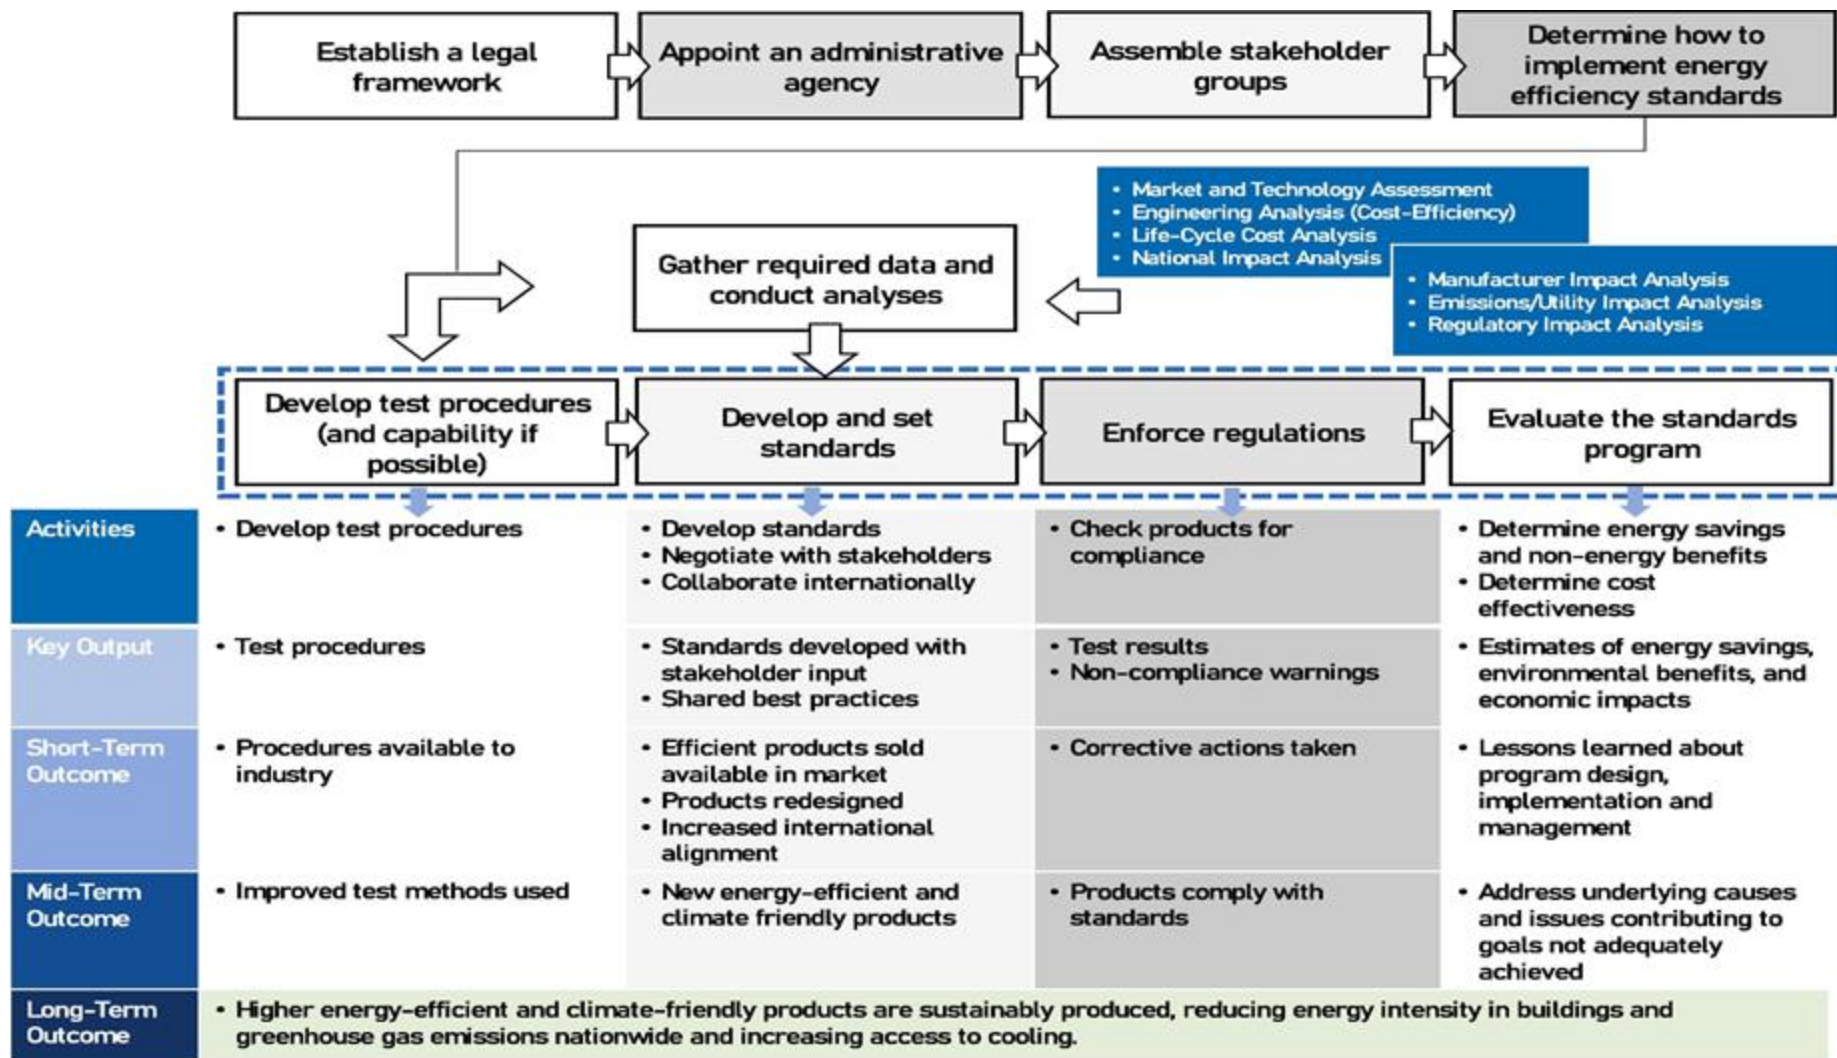 Establish a legal
framework
Appoint an administrative
agency
Assemble stakeholder
groups
Determine how to
implement energy
efficiency standards
• Market and Technology Assessment
• Engineering Analysis (Cost-Efficiency)
• Life-Cycle Cost Analysis
• National Impact Analysis
• Manufacturer Impact Analysis
• Emissions/Utility Impact Analysis
• Regulatory Impact Analysis
Gather required data and
conduct analyses
Develop test procedures
(and capability if
possible)
Develop and set
standards
Enforce regulations
Evaluate the standards
program
Activities
• Develop test procedures
• Develop standards
• Negotiate with stakeholders
• Collaborate internationally
• Check products for
compliance
• Determine energy savings
and non-energy benefits
• Determine cost
effectiveness
Key Output
• Test procedures
• Standards developed with
stakeholder input
• Shared best practices
• Test results
• Non-compliance warnings
• Estimates of energy savings,
environmental benefits, and
economic impacts
Short-Term
Outcome
• Procedures available to
industry
• Efficient products sold
available in market
• Products redesigned
• Increased international
alignment
• Corrective actions taken
• Lessons learned about
program design,
implementation and
management
Mid-Term
Outcome
• Improved test methods used
• New energy-efficient and
climate friendly products
• Products comply with
standards
• Address underlying causes
and issues contributing to
goals not adequately
achieved
Long-Term
Outcome
• Higher energy-efficient and climate-friendly products are sustainably produced, reducing energy intensity in buildings and
greenhouse gas emissions nationwide and increasing access to cooling.